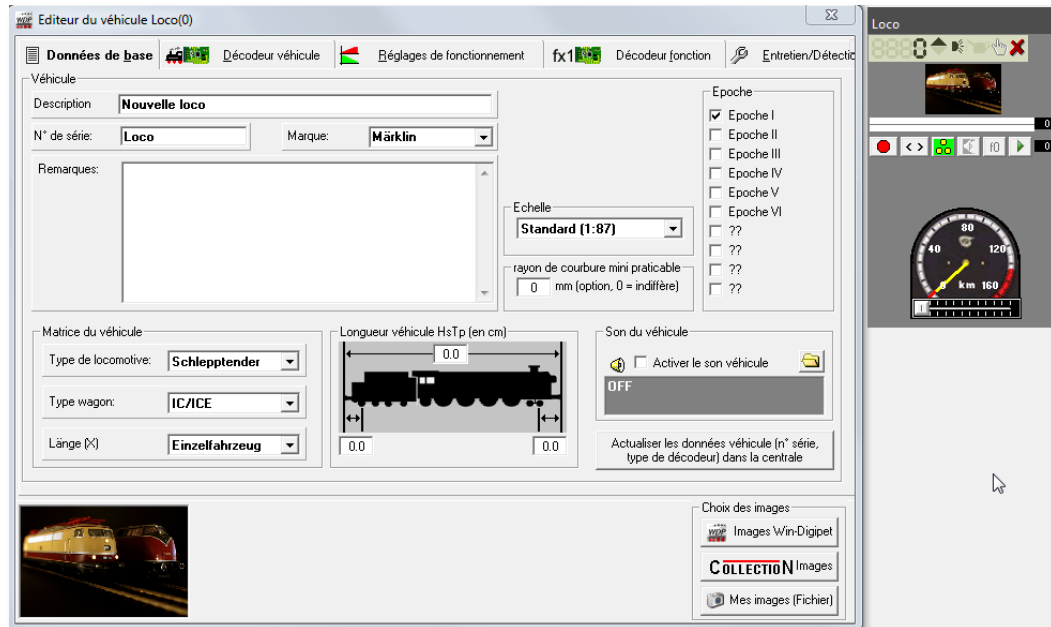 WDP Editeur du véhicule Loco(0)
Loco
Données de base
Décodeur véhicule
Réglages de fonctionnement
fx1
Décodeur fonction
Entretien/Détectio
8880
Véhicule
Description
Nouvelle loco
N° de série:
Loco
Marque:
Märklin
Remarques:
Echelle
Standard (1:87)
rayon de courbure mini praticable
0
mm (option, 0 = indiffère)
Epoche
Epoche I
Epoche II
Epoche III
Epoche IV
Epoche V
Epoche VI
??
??
??
??
0
< >
f0
0
40
80
120
0 km 160
Matrice du véhicule
Type de locomotive:
Schlepptender
Type wagon:
IC/ICE
Länge (X)
Einzelfahrzeug
Longueur véhicule HsTp (en cm)
0.0
0.0
0.0
Son du véhicule
Activer le son véhicule
OFF
Actualiser les données véhicule (n° série,
type de décodeur) dans la centrale
Choix des images
WDP Images Win-Digipet
COLLECTION Images
Mes images (Fichier)